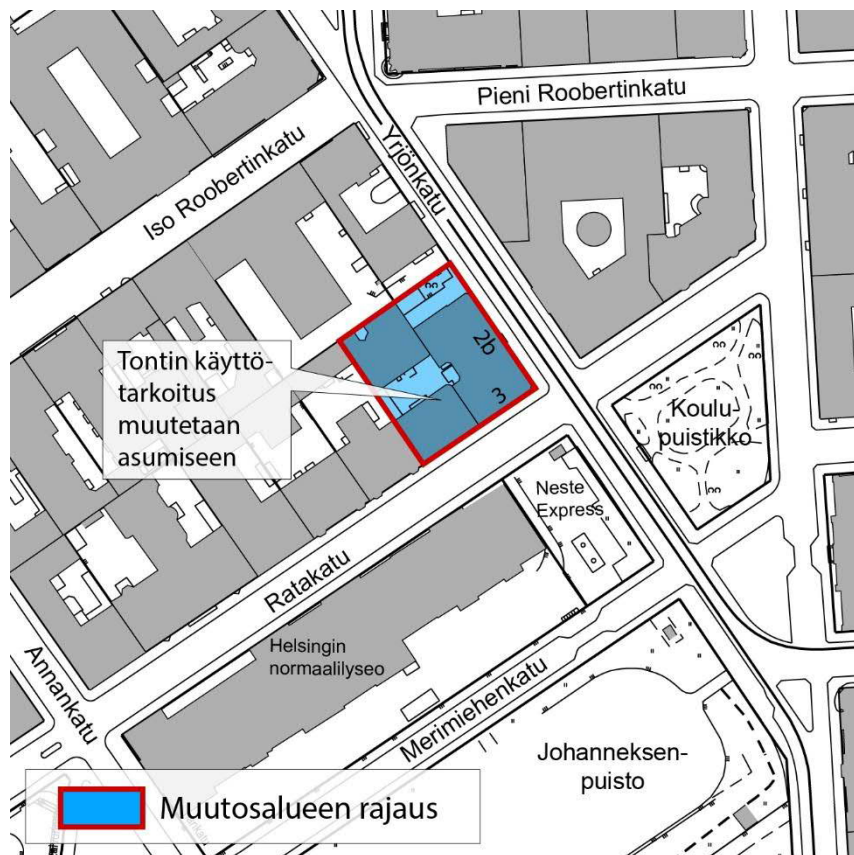 Pieni Roobertinkatu
Yrjönkatu
Iso Roobertinkatu
2b
3
Tontin käyttö-
tarkoitus
muutetaan
asumiseen
Koulu-
puistikko
Neste
Express
Ratakatu
Helsingin
normaalilyseo
Annankatu
Merimiehenkatu
Johanneksen-
puisto
Muutosalueen rajaus